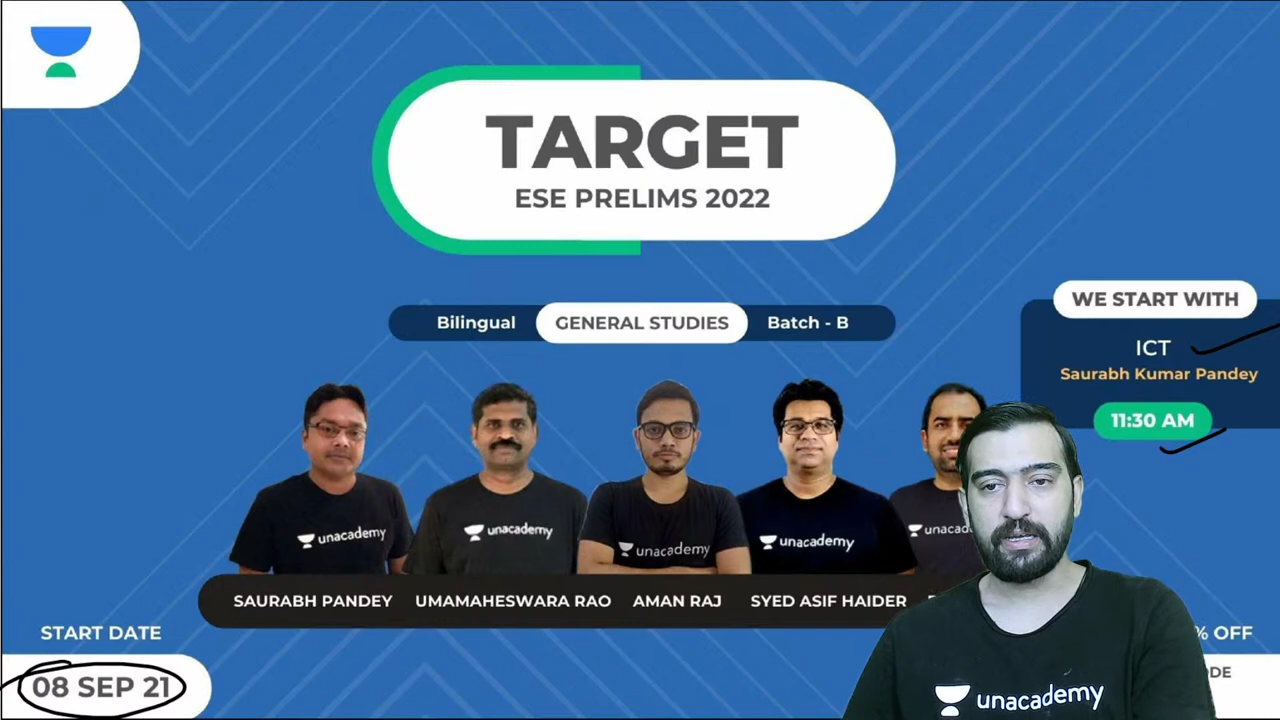 TARGET
ESE PRELIMS 2022
Bilingual GENERAL STUDIES Batch - B
WE START WITH
ICT
Saurabh Kumar Pandey
11:30 AM
unacademy
unacademy
unacademy
unacademy
unacad
SAURABH PANDEY UMAMAHESWARA RAO AMAN RAJ SYED ASIF HAIDER
START DATE
08 SEP 21
% OFF
unacademy